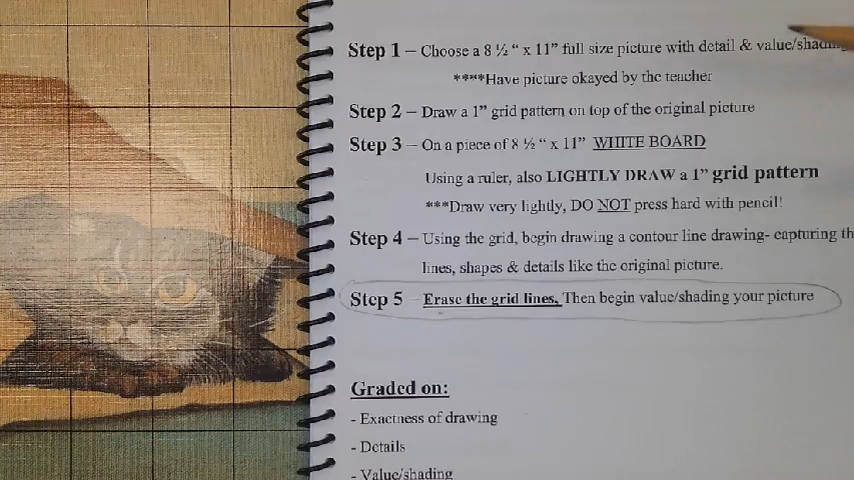 Step 1 – Choose a 8 ½ “ x 11” full size picture with detail & value/shading
****Have picture okayed by the teacher
Step 2 – Draw a 1” grid pattern on top of the original picture
Step 3 – On a piece of 8 ½ “ x 11” WHITE BOARD
Using a ruler, also LIGHTLY DRAW a 1” grid pattern
***Draw very lightly, DO NOT press hard with pencil!
Step 4 – Using the grid, begin drawing a contour line drawing- capturing th
lines, shapes & details like the original picture.
Step 5 – Erase the grid lines. Then begin value/shading your picture
Graded on:
- Exactness of drawing
- Details
- Value/shading